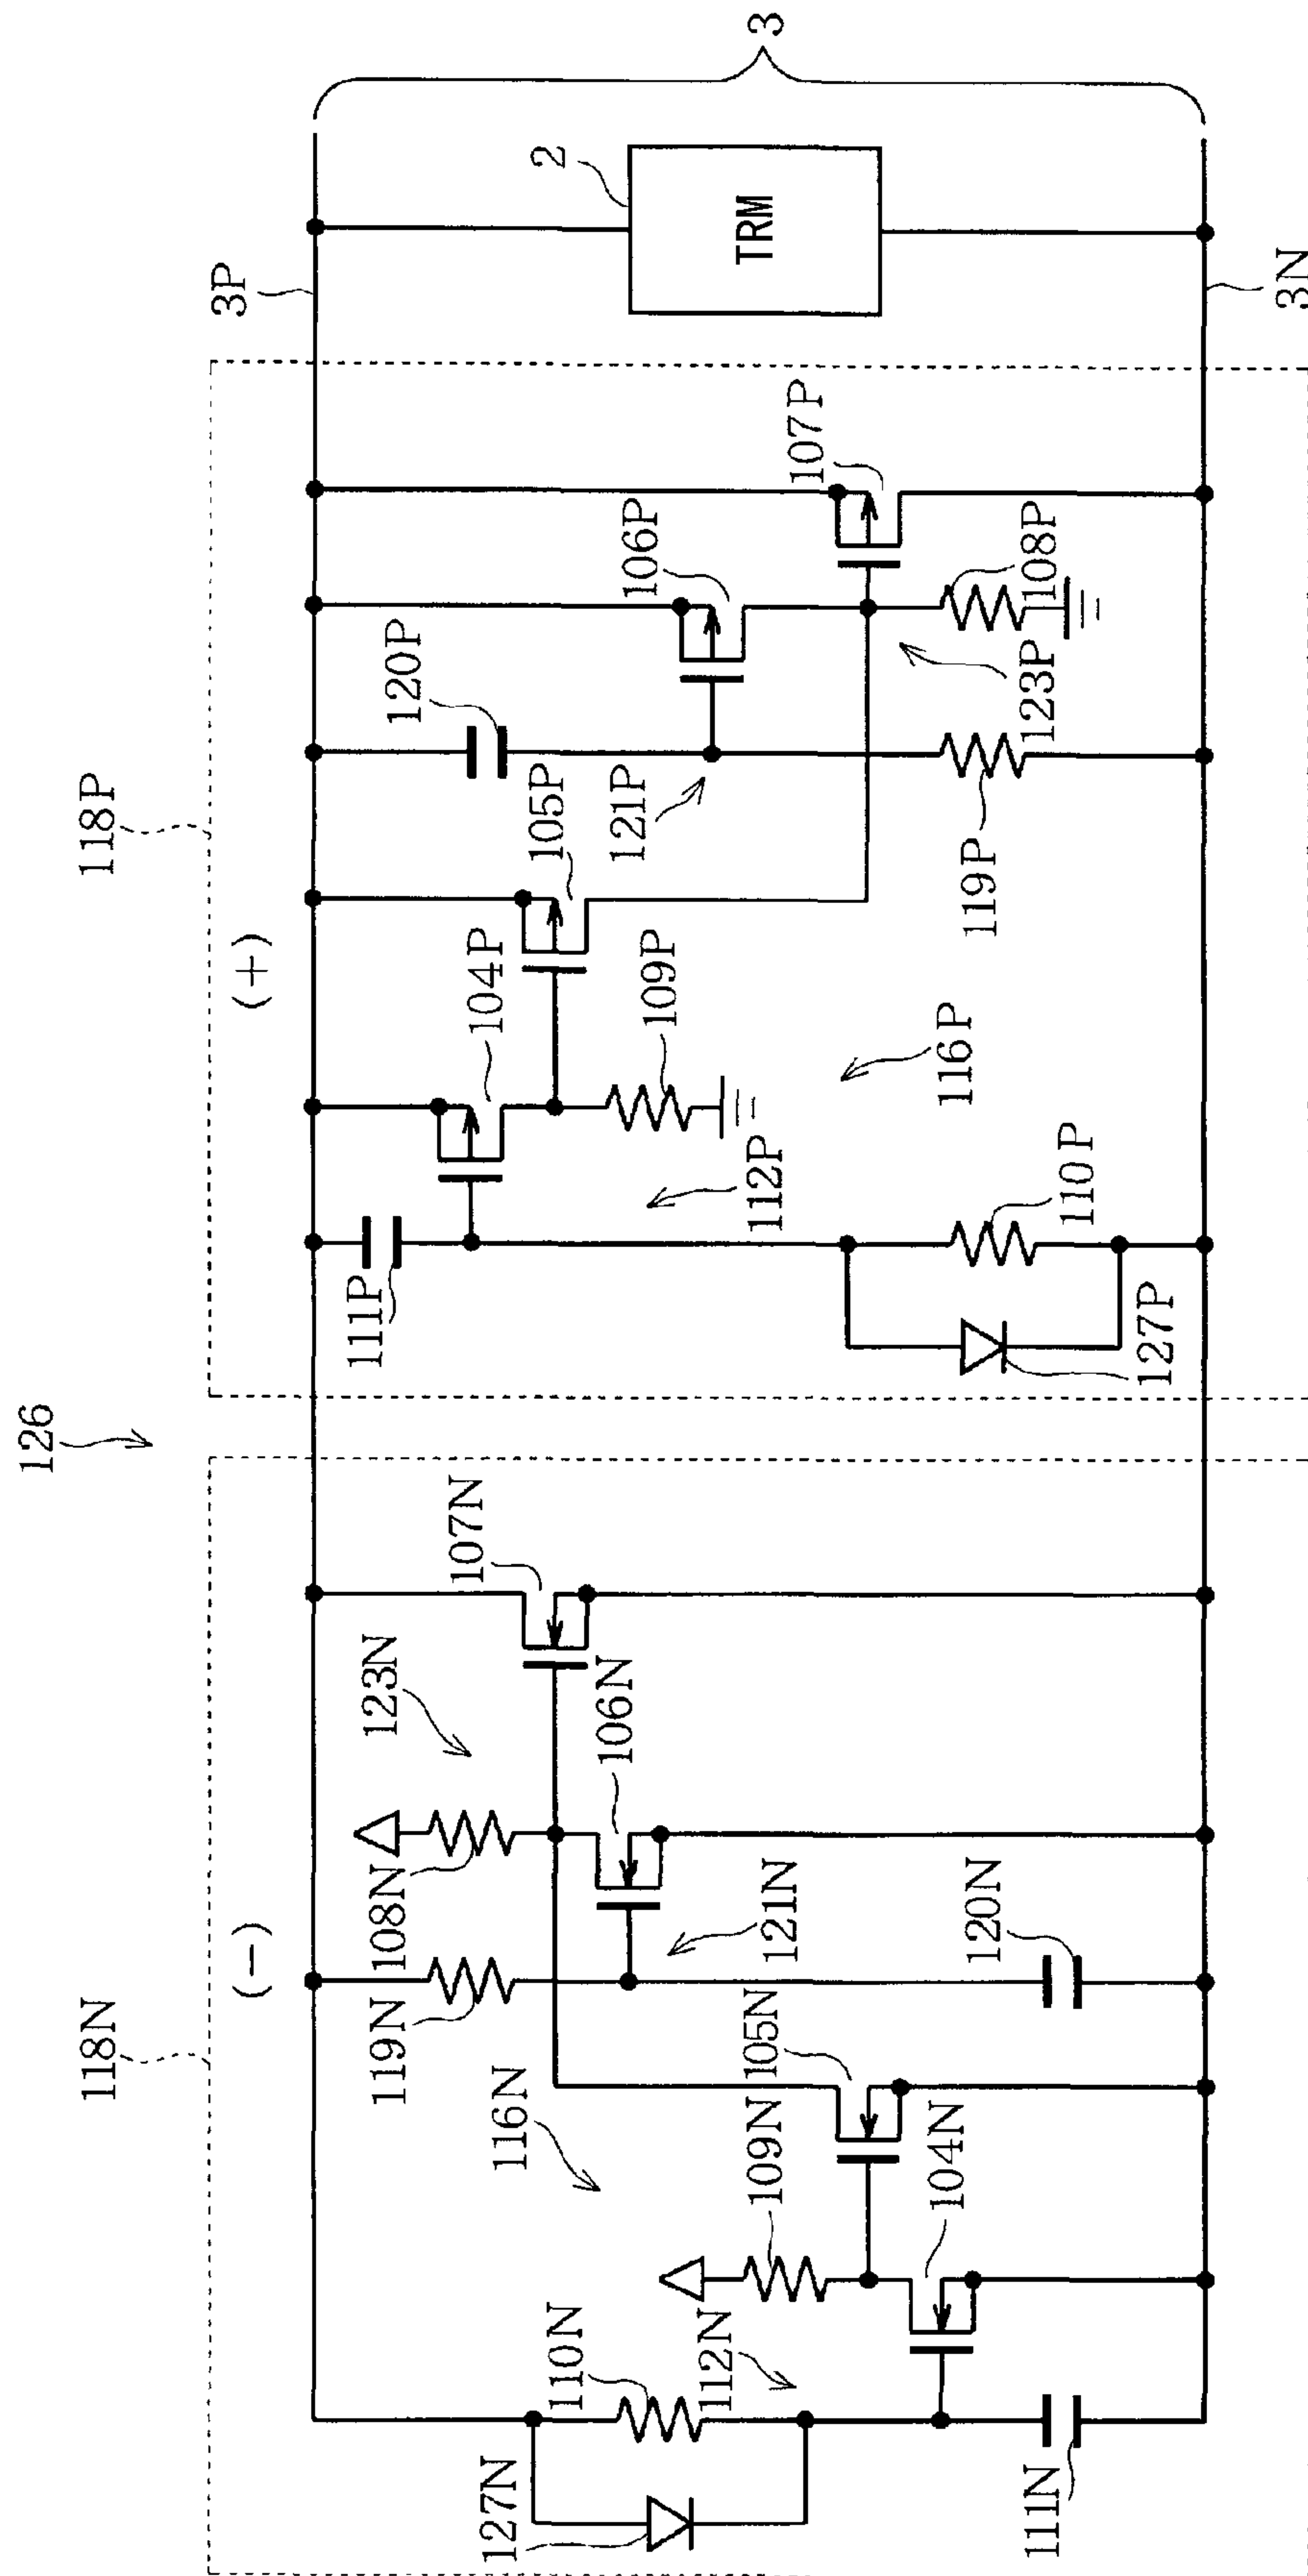 126
118N
118P
(-)
(+)
3P
3
2
TRM
3N
127N
110N
112N
111N
109N
104N
105N
116N
119N
108N
121N
120N
106N
123N
107N
111P
127P
110P
112P
104P
109P
116P
105P
121P
120P
119P
106P
123P
108P
107P